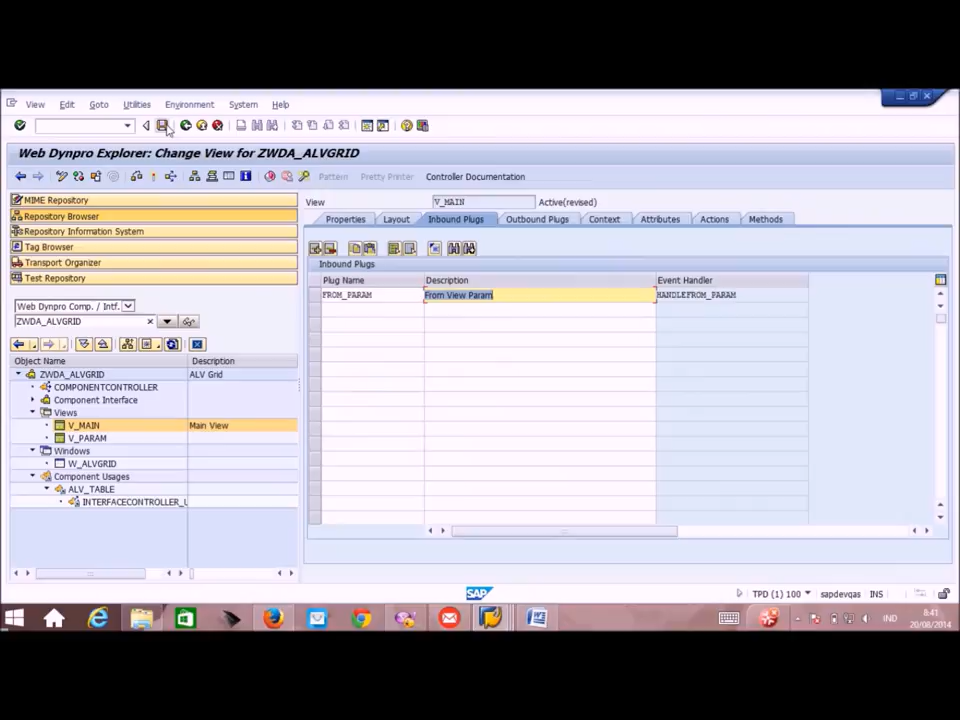 View Edit Goto Utilities Environment System Help
Web Dynpro Explorer: Change View for ZWDA_ALVGRID
Pattern Pretty Printer Controller Documentation
MIME Repository
Repository Browser
Repository Information System
Tag Browser
Transport Organizer
Test Repository
Web Dynpro Comp. / Intf.
ZWDA_ALVGRID
Object Name Description
ZWDA_ALVGRID ALV Grid
COMPONENTCONTROLLER
Component Interface
Views
V_MAIN Main View
V_PARAM
Windows
W_ALVGRID
Component Usages
ALV_TABLE
INTERFACECONTROLLER_U
View V_MAIN Active(revised)
Properties Layout Inbound Plugs Outbound Plugs Context Attributes Actions Methods
Inbound Plugs
Plug Name Description Event Handler
FROM_PARAM From View Param HANDLEFROM_PARAM
SAP
TPD (1) 100 sapdevqas INS
IND
8:41
20/08/2014